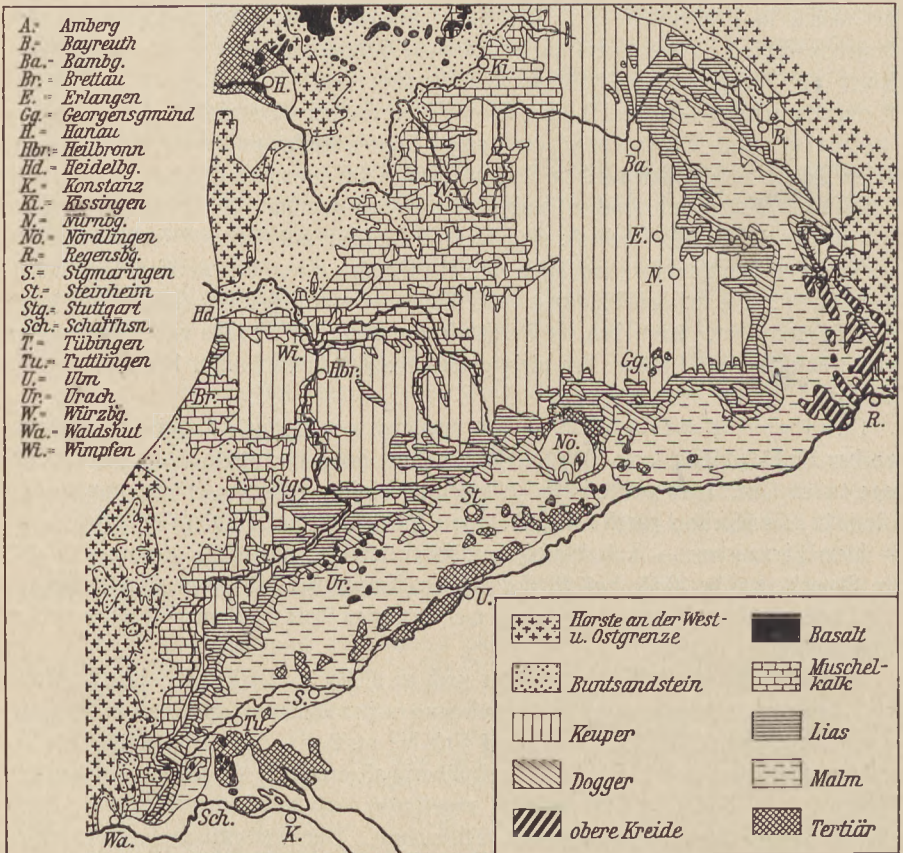 A.= Amberg
B.= Bayreuth
Ba.= Bambg.
Br.= Brettau
E.= Erlangen
Gg.= Georgensgmünd
H.= Hanau
Hbr.= Heilbronn
Hd.= Heidelbg.
K.= Konstanz
Ki.= Kissingen
N.= Nürnbg.
Nö.= Nördlingen
R.= Regensbg.
S.= Sigmaringen
St.= Steinheim
Stg.= Stuttgart
Sch.= Schaffhsn.
T.= Tübingen
Tu.= Tuttlingen
U.= Ulm
Ur.= Urach
W.= Würzbg.
Wa.= Waldshut
Wi.= Wimpfen
Ki.
H.
B.
Ba.
W.
E.
N.
Hd.
Wi.
Gg.
Hbr.
Br.
R.
Nö.
Stg.
St.
Ur.
U.
S.
Tu.
Sch.
K.
Wa.
Horste an der West-
u. Ostgrenze
Basalt
Buntsandstein
Muschel-
kalk
Keuper
Lias
Dogger
Malm
obere Kreide
Tertiär